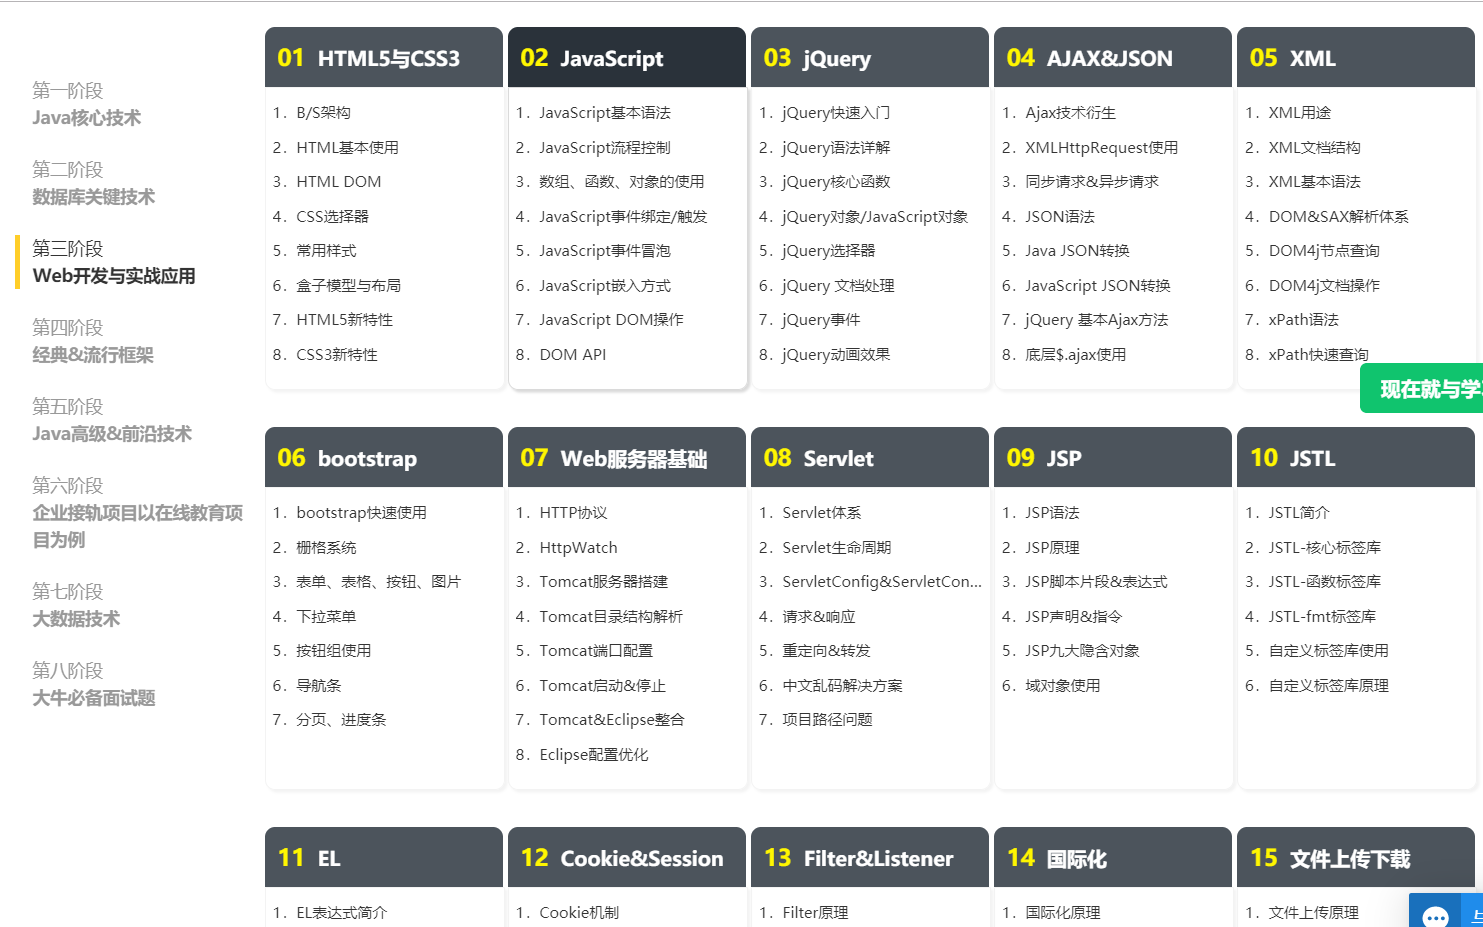 第一阶段
Java核心技术
第二阶段
数据库关键技术
第三阶段
Web开发与实战应用
第四阶段
经典&流行框架
第五阶段
Java高级&前沿技术
第六阶段
企业接轨项目以在线教育项
目为例
第七阶段
大数据技术
第八阶段
大牛必备面试题
01 HTML5与CSS3
1. B/S架构
2. HTML基本使用
3. HTML DOM
4. CSS选择器
5. 常用样式
6. 盒子模型与布局
7. HTML5新特性
8. CSS3新特性
02 JavaScript
1. JavaScript基本语法
2. JavaScript流程控制
3. 数组、函数、对象的使用
4. JavaScript事件绑定/触发
5. JavaScript事件冒泡
6. JavaScript嵌入方式
7. JavaScript DOM操作
8. DOM API
03 jQuery
1. jQuery快速入门
2. jQuery语法详解
3. jQuery核心函数
4. jQuery对象/JavaScript对象
5. jQuery选择器
6. jQuery 文档处理
7. jQuery事件
8. jQuery动画效果
04 AJAX&JSON
1. Ajax技术衍生
2. XMLHttpRequest使用
3. 同步请求&异步请求
4. JSON语法
5. Java JSON转换
6. JavaScript JSON转换
7. jQuery 基本Ajax方法
8. 底层$.ajax使用
05 XML
1. XML用途
2. XML文档结构
3. XML基本语法
4. DOM&SAX解析体系
5. DOM4j节点查询
6. DOM4j文档操作
7. xPath语法
8. xPath快速查询
现在就与学
06 bootstrap
1. bootstrap快速使用
2. 栅格系统
3. 表单、表格、按钮、图片
4. 下拉菜单
5. 按钮组使用
6. 导航条
7. 分页、进度条
07 Web服务器基础
1. HTTP协议
2. HttpWatch
3. Tomcat服务器搭建
4. Tomcat目录结构解析
5. Tomcat端口配置
6. Tomcat启动&停止
7. Tomcat&Eclipse整合
8. Eclipse配置优化
08 Servlet
1. Servlet体系
2. Servlet生命周期
3. ServletConfig&ServletCon...
4. 请求&响应
5. 重定向&转发
6. 中文乱码解决方案
7. 项目路径问题
09 JSP
1. JSP语法
2. JSP原理
3. JSP脚本片段&表达式
4. JSP声明&指令
5. JSP九大隐含对象
6. 域对象使用
10 JSTL
1. JSTL简介
2. JSTL-核心标签库
3. JSTL-函数标签库
4. JSTL-fmt标签库
5. 自定义标签库使用
6. 自定义标签库原理
11 EL
1. EL表达式简介
12 Cookie&Session
1. Cookie机制
13 Filter&Listener
1. Filter原理
14 国际化
1. 国际化原理
15 文件上传下载
1. 文件上传原理